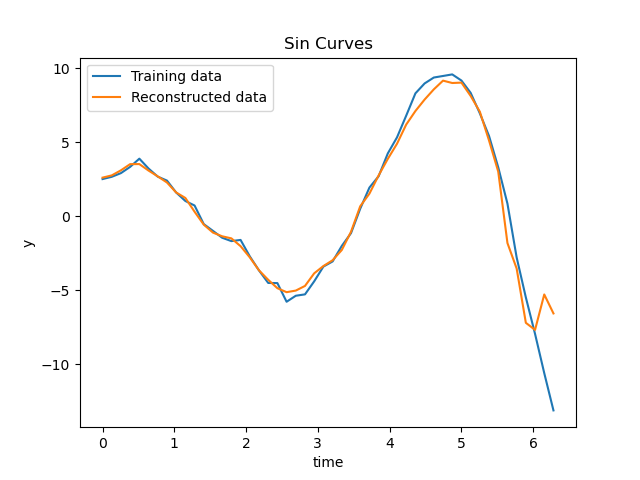 Sin Curves
Training data
Reconstructed data
10
5
0
−5
−10
y
0 1 2 3 4 5 6
time